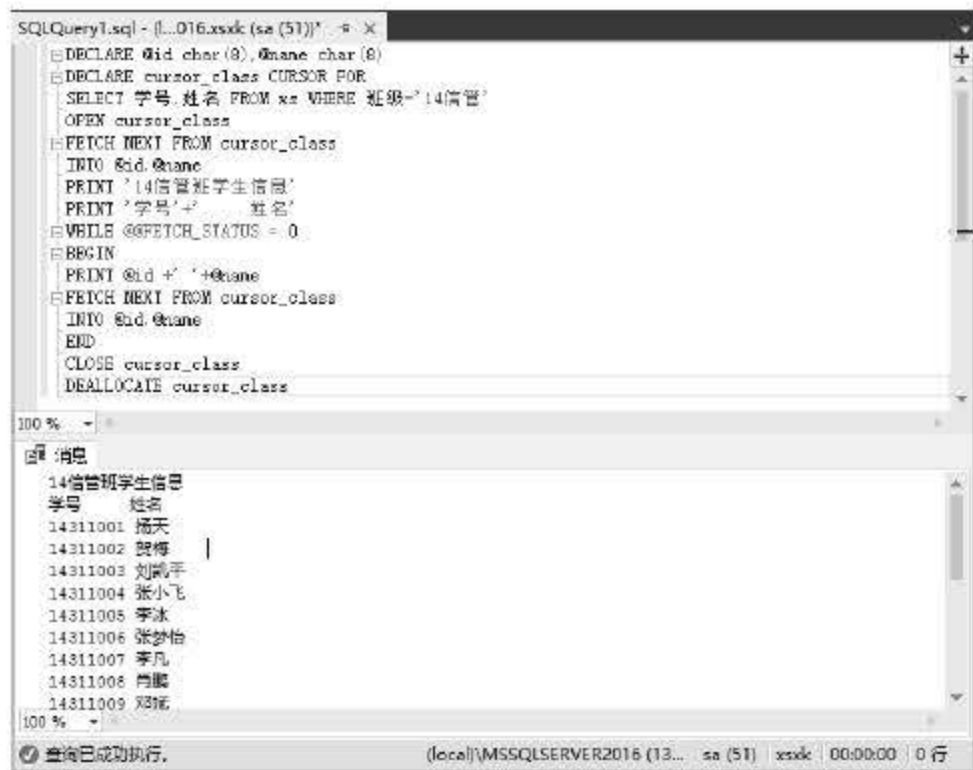 SQLQuery1.sql - (l...016.xsxk (sa (51))*
DECLARE @id char(8),@name char(8)
DECLARE cursor_class CURSOR FOR
SELECT 学号,姓名 FROM xs WHERE 班级='14信管'
OPEN cursor_class
FETCH NEXT FROM cursor_class
INTO @id,@name
PRINT '14信管班学生信息'
PRINT '学号'+'     姓名'
WHILE @@FETCH_STATUS = 0
BEGIN
PRINT @id +' '+@name
FETCH NEXT FROM cursor_class
INTO @id,@name
END
CLOSE cursor_class
DEALLOCATE cursor_class
100 %
消息
14信管班学生信息
学号 姓名
14311001 杨天
14311002 贺梅
14311003 刘凯平
14311004 张小飞
14311005 李冰
14311006 张梦怡
14311007 李凡
14311008 肖鹏
14311009
100 %
查询已成功执行。 (local)\MSSQLSERVER2016 (13... sa (51) xsxk 00:00:00 0 行